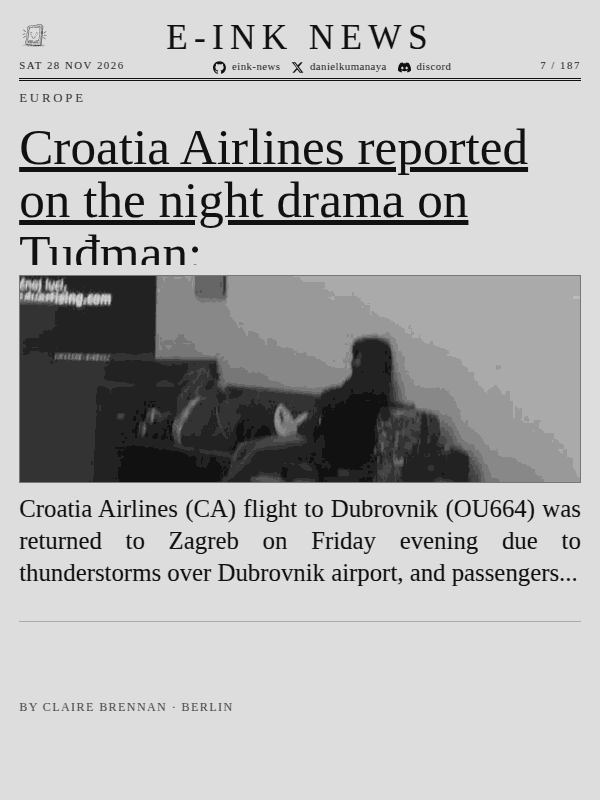 E-INK NEWS
SAT 28 NOV 2026
eink-news danielkumanaya discord
7 / 187
EUROPE
Croatia Airlines reported
on the night drama on
Tuđman:
Croatia Airlines (CA) flight to Dubrovnik (OU664) was
returned to Zagreb on Friday evening due to
thunderstorms over Dubrovnik airport, and passengers...
BY CLAIRE BRENNAN · BERLIN